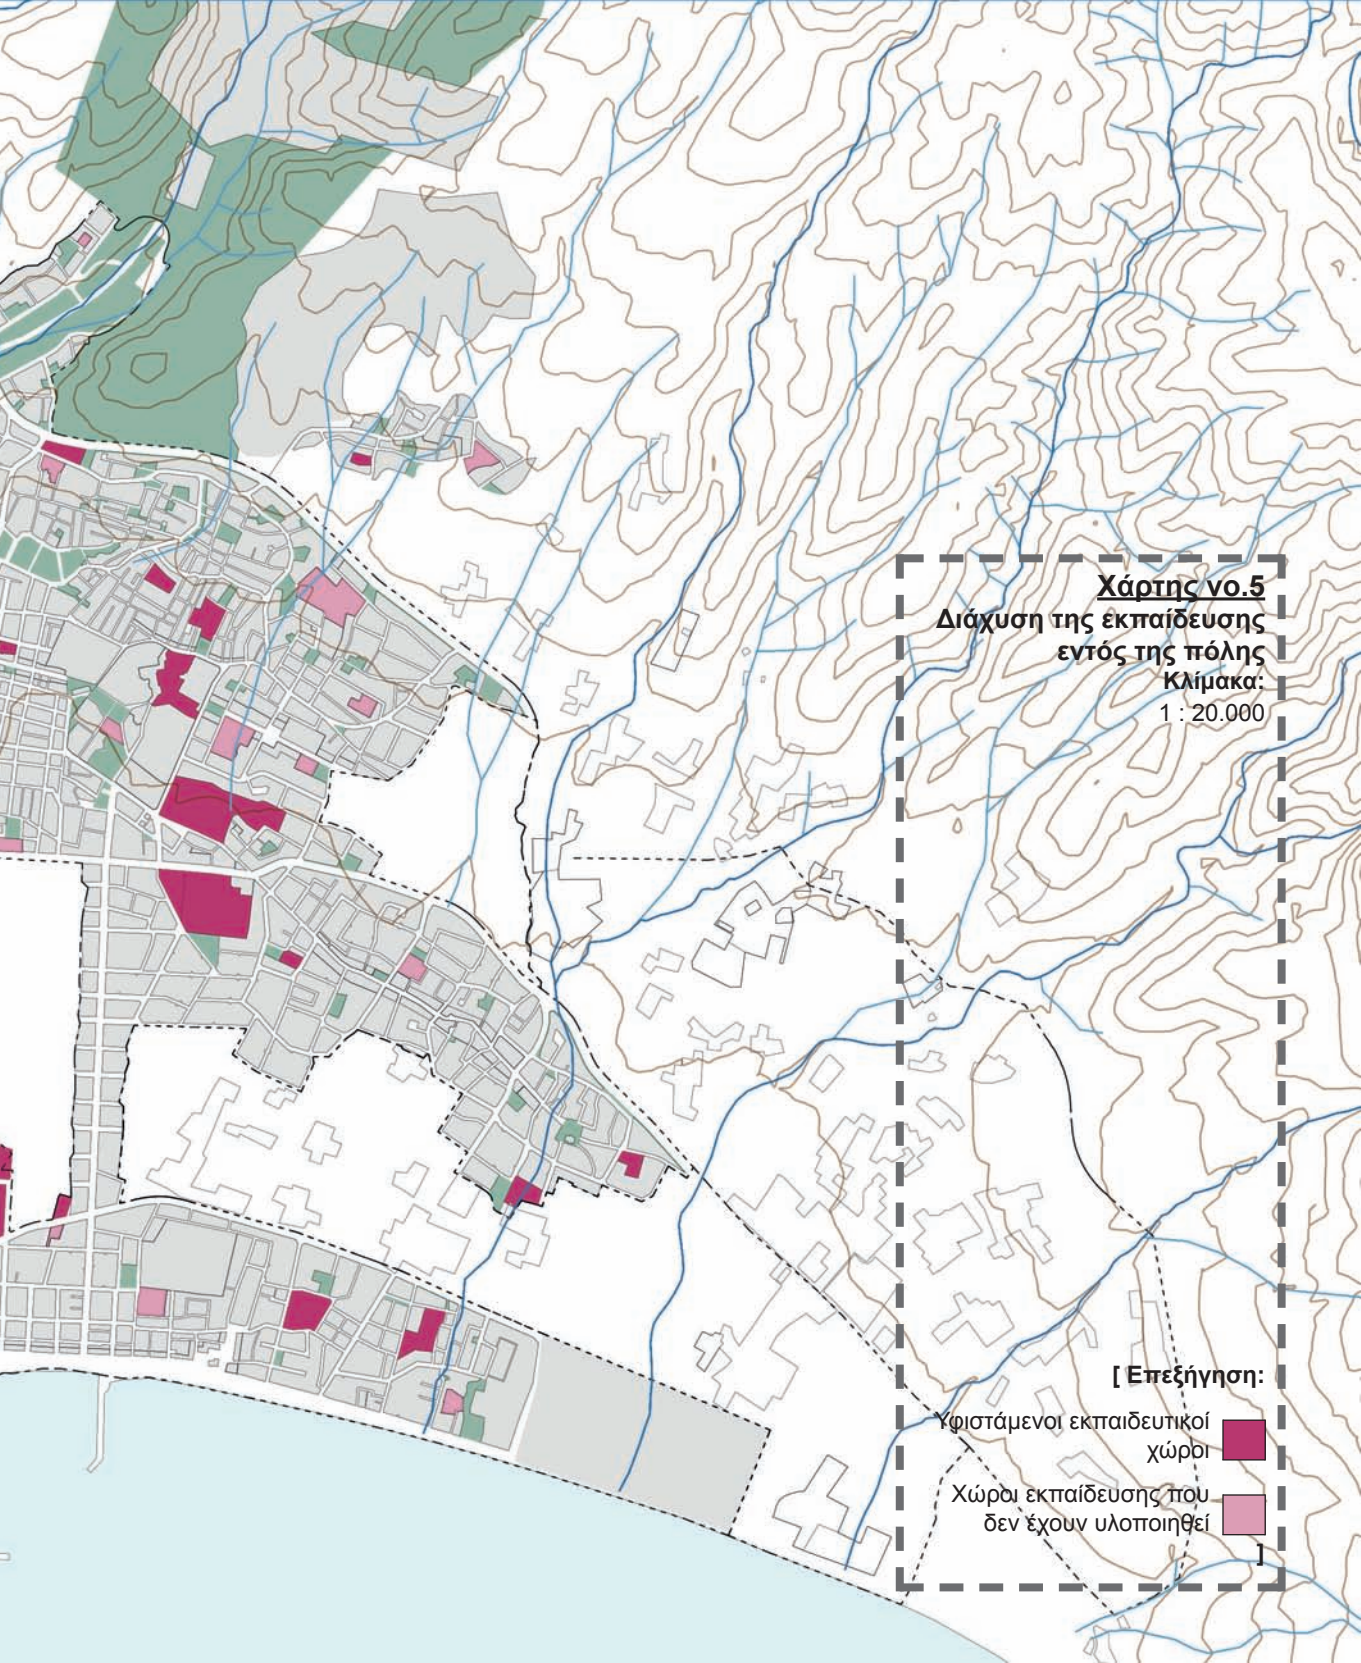 Χάρτης νο.5
Διάχυση της εκπαίδευσης
εντός της πόλης
Κλίμακα:
1 : 20.000
[ Επεξήγηση:
Υφιστάμενοι εκπαιδευτικοί
χώροι
Χώροι εκπαίδευσης που
δεν έχουν υλοποιηθεί
]